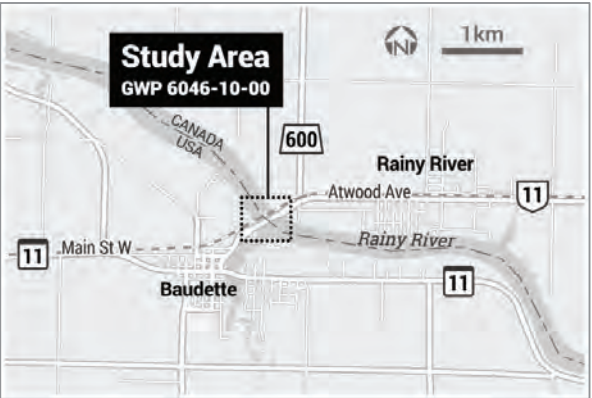 Study Area
GWP 6046-10-00
N
1km
CANADA
USA
600
Rainy River
Atwood Ave
11
11
Main St W
Rainy River
11
Baudette